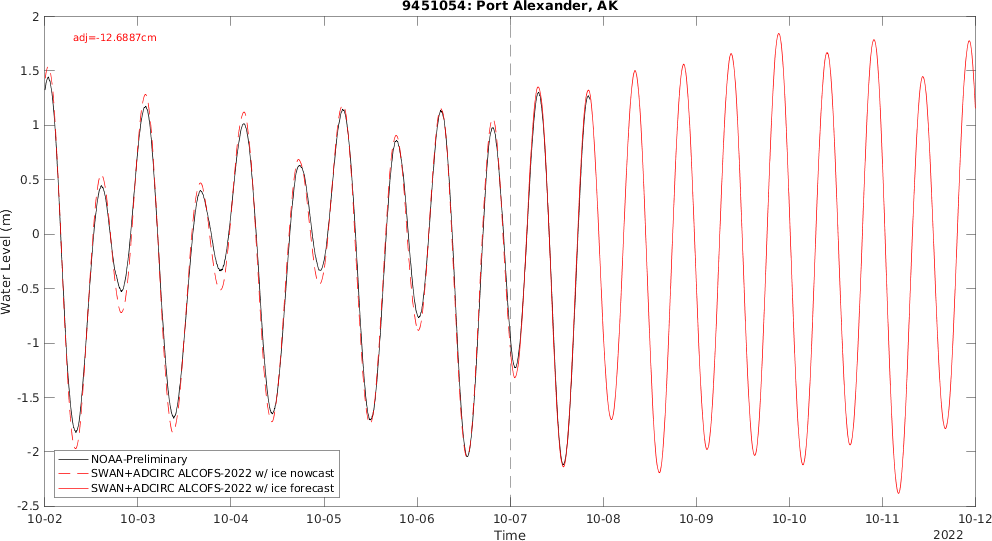 9451054: Port Alexander, AK
adj=-12.6887cm
2
1.5
1
0.5
0
-0.5
-1
-1.5
-2
-2.5
Water Level (m)
NOAA-Preliminary
SWAN+ADCIRC ALCOFS-2022 w/ ice nowcast
SWAN+ADCIRC ALCOFS-2022 w/ ice forecast
10-02 10-03 10-04 10-05 10-06 10-07 10-08 10-09 10-10 10-11 10-12
Time
2022